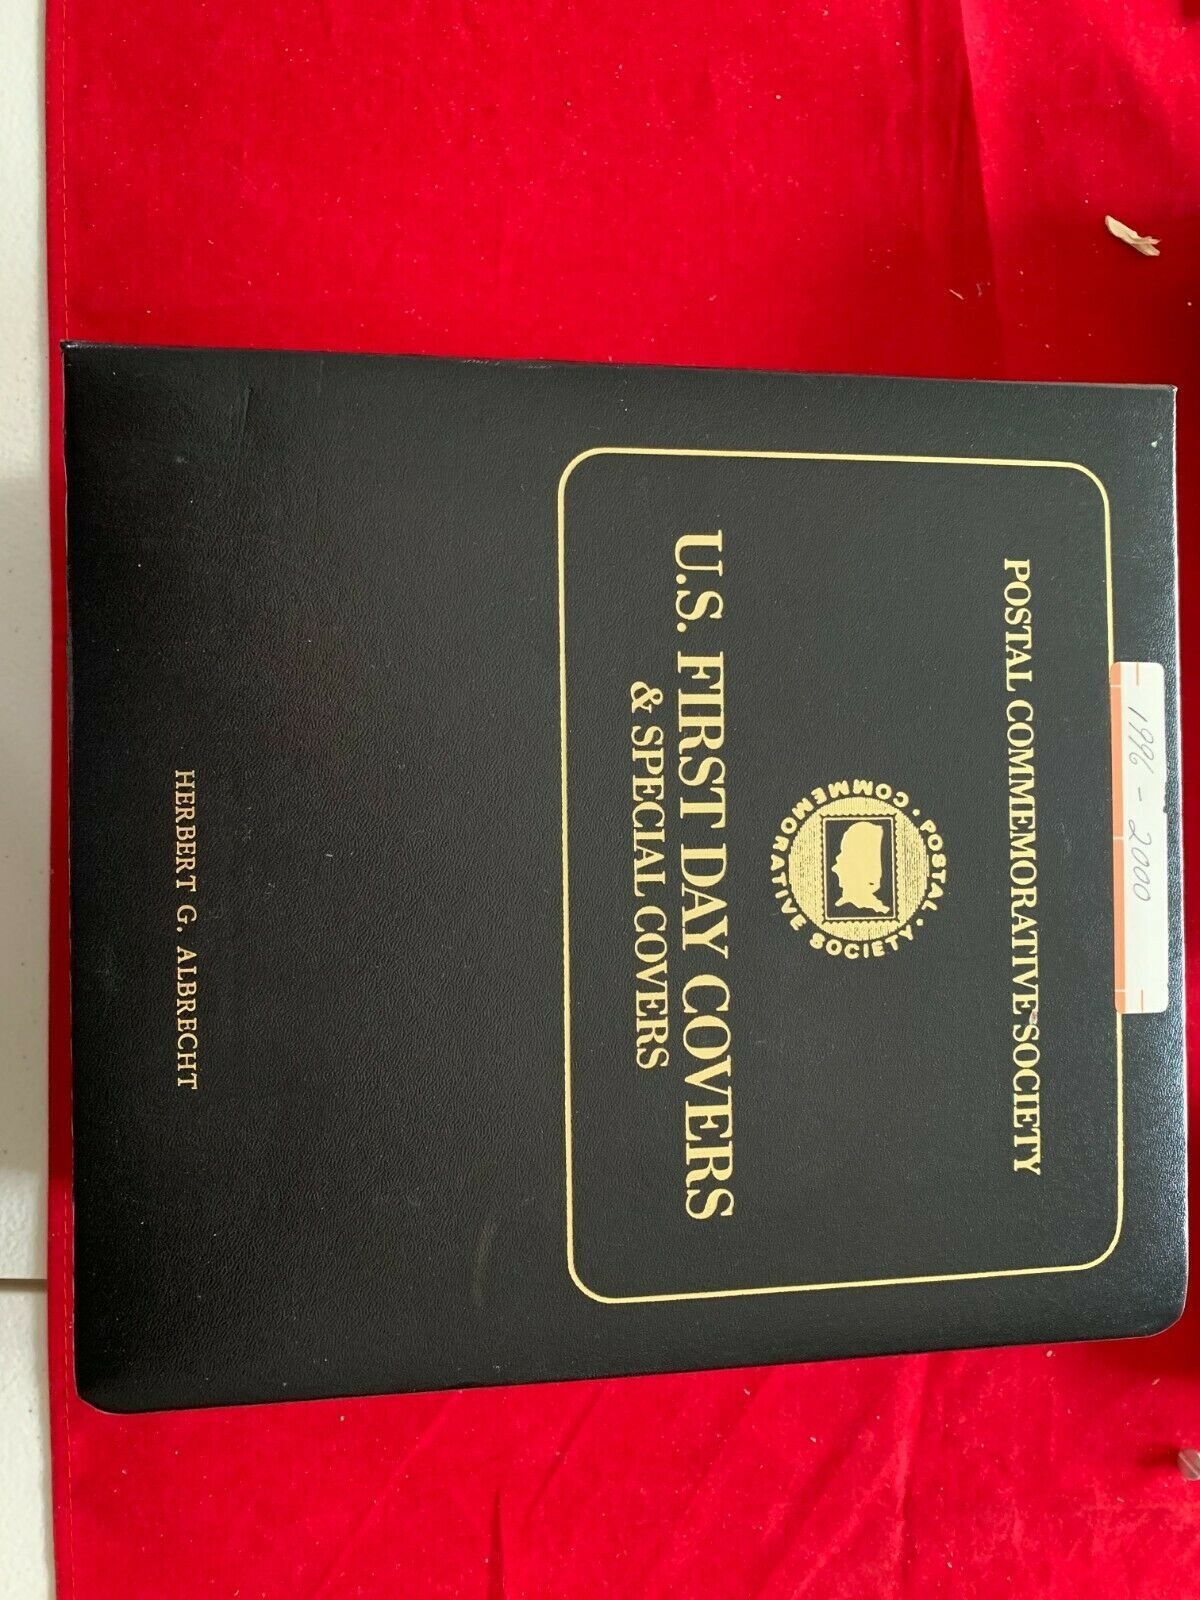 1996 - 2000
POSTAL COMMEMORATIVE SOCIETY
· POSTAL · COMMEMORATIVE SOCIETY
U.S. FIRST DAY COVERS
& SPECIAL COVERS
HERBERT G. ALBRECHT